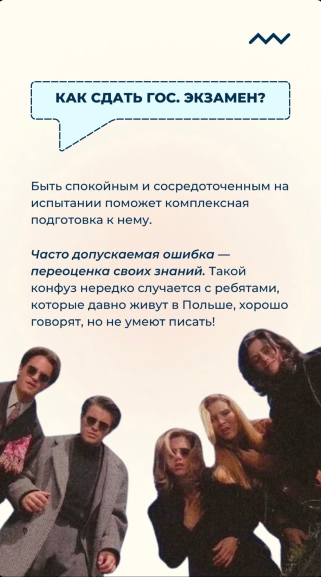 КАК СДАТЬ ГОС. ЭКЗАМЕН?
Быть спокойным и сосредоточенным на
испытании поможет комплексная
подготовка к нему.
Часто допускаемая ошибка —
переоценка своих знаний. Такой
конфуз нередко случается с ребятами,
которые давно живут в Польше, хорошо
говорят, но не умеют писать!